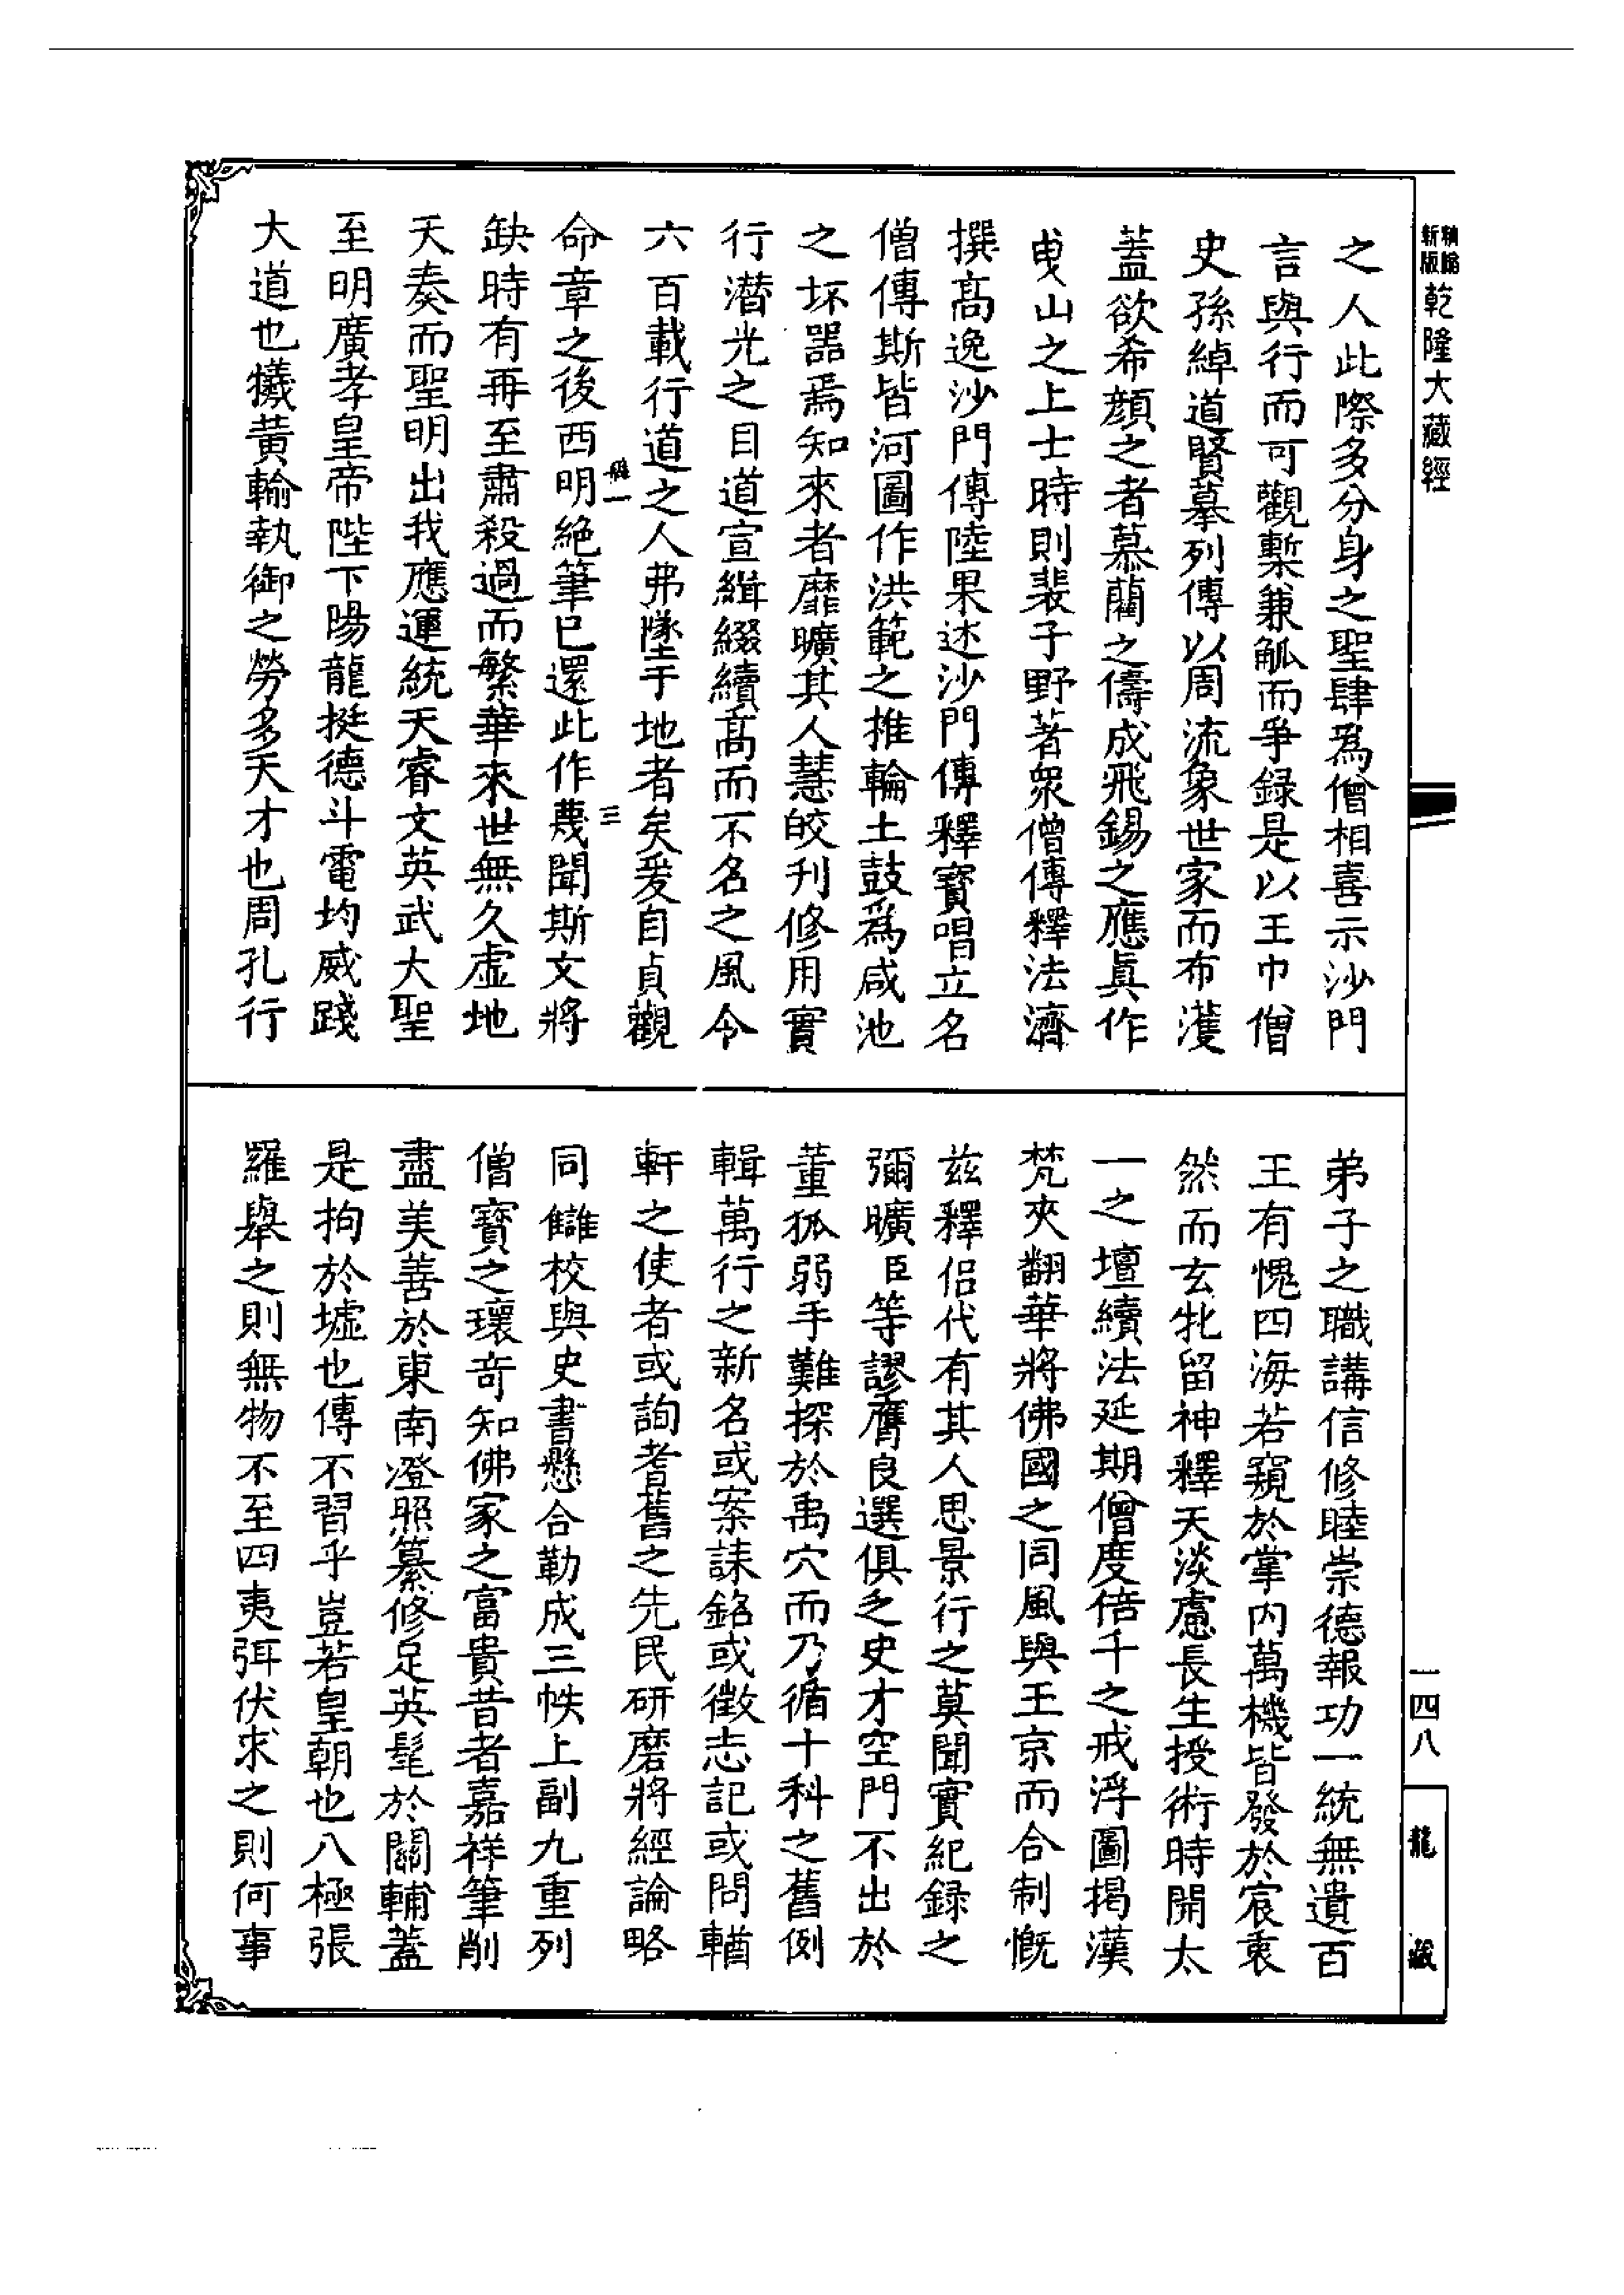 新版
乾隆大藏經
之人此際多分身之聖肆爲僧相喜示沙門
言與行而可觀槧兼觚而爭録是以王巾僧
史孫綽道賢摹列傳以周流象世家而布濩
蓋欲希顔之者慕藺之儔成飛錫之應眞作
曳山之上士時則裴子野著衆僧傳釋法濟
撰高逸沙門傳陸果述沙門傳釋寳唱立名
僧傳斯皆河圖作洪範之推輪土鼓爲咸池
之坏噐焉知來者靡曠其人慧皎刋修用實
行潛光之目道宣緝綴續髙而不名之風令
六百載行道之人弗墜于地者矣爰自貞觀
三
命章之後西明絶筆已還此作蔑聞斯文將
缺時有再至肅殺過而繁華來世無久虛地
天奏而聖明出我應運統天睿文英武大聖
至明廣孝皇帝陛下暘龍挺德斗電均威踐
大道也犧黃輪執御之勞多天才也周孔行
弟子之職講信修睦崇德報功一統無遺百
王有愧四海若窺於掌内萬機皆發於宸衷
然而玄牝留神釋天淡慮長生授術時開太
一之壇續法延期僧度倍千之戒浮圖揭漢
梵夾翻華將佛國之同風與王京而合制慨
兹釋侣代有其人思景行之莫聞實紀録之
彌曠臣等謬膺良選俱乏史才空門不出於
董狐弱手難探於禹穴而乃循十科之舊例
輯萬行之新名或案誄銘或徵志記或問輶
軒之使者或詢耆舊之先民研磨將經論略
同讎校與史書懸合勒成三帙上副九重列
僧寳之瓌奇知佛家之富貴昔者嘉祥筆削
盡美善於東南澄照纂修足英髦於關輔蓋
是拘於墟也傳不習乎豈若皇朝也八極張
羅舉之則無物不至四夷弭伏求之則何事
一四八
龍藏